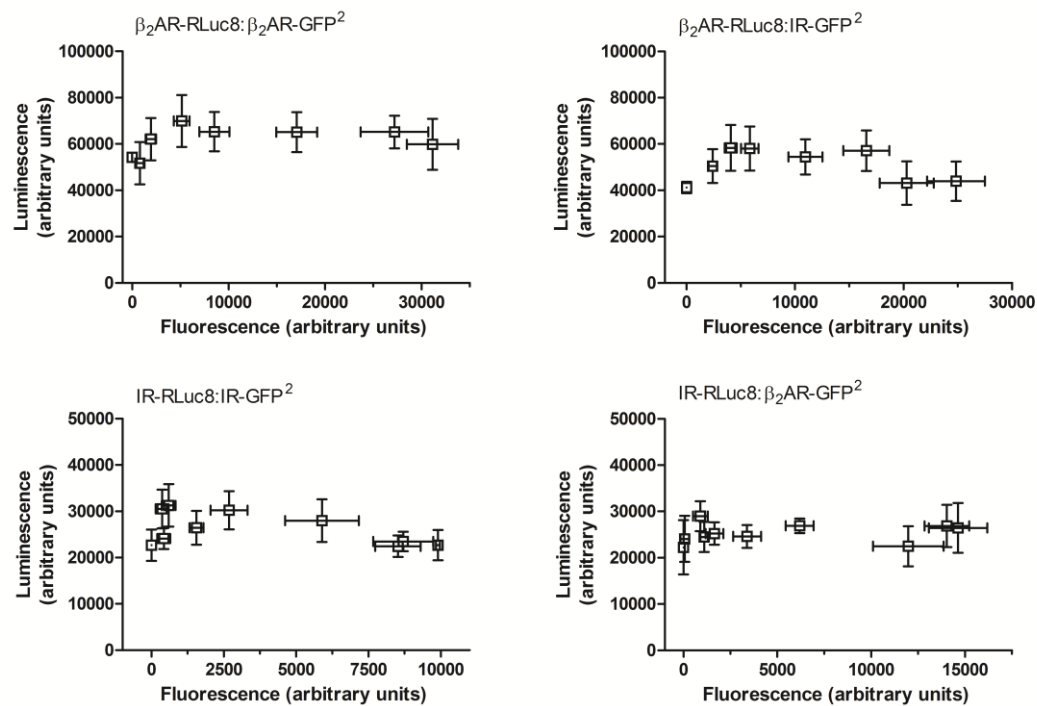 β₂AR-RLuc8:β₂AR-GFP²
100000
80000
60000
40000
20000
0
Luminescence
(arbitrary units)
0 10000 20000 30000
Fluorescence (arbitrary units)
β₂AR-RLuc8:IR-GFP²
100000
80000
60000
40000
20000
0
Luminescence
(arbitrary units)
0 10000 20000 30000
Fluorescence (arbitrary units)
IR-RLuc8:IR-GFP²
50000
40000
30000
20000
10000
0
Luminescence
(arbitrary units)
0 2500 5000 7500 10000
Fluorescence (arbitrary units)
IR-RLuc8:β₂AR-GFP²
50000
40000
30000
20000
10000
0
Luminescence
(arbitrary units)
0 5000 10000 15000
Fluorescence (arbitrary units)